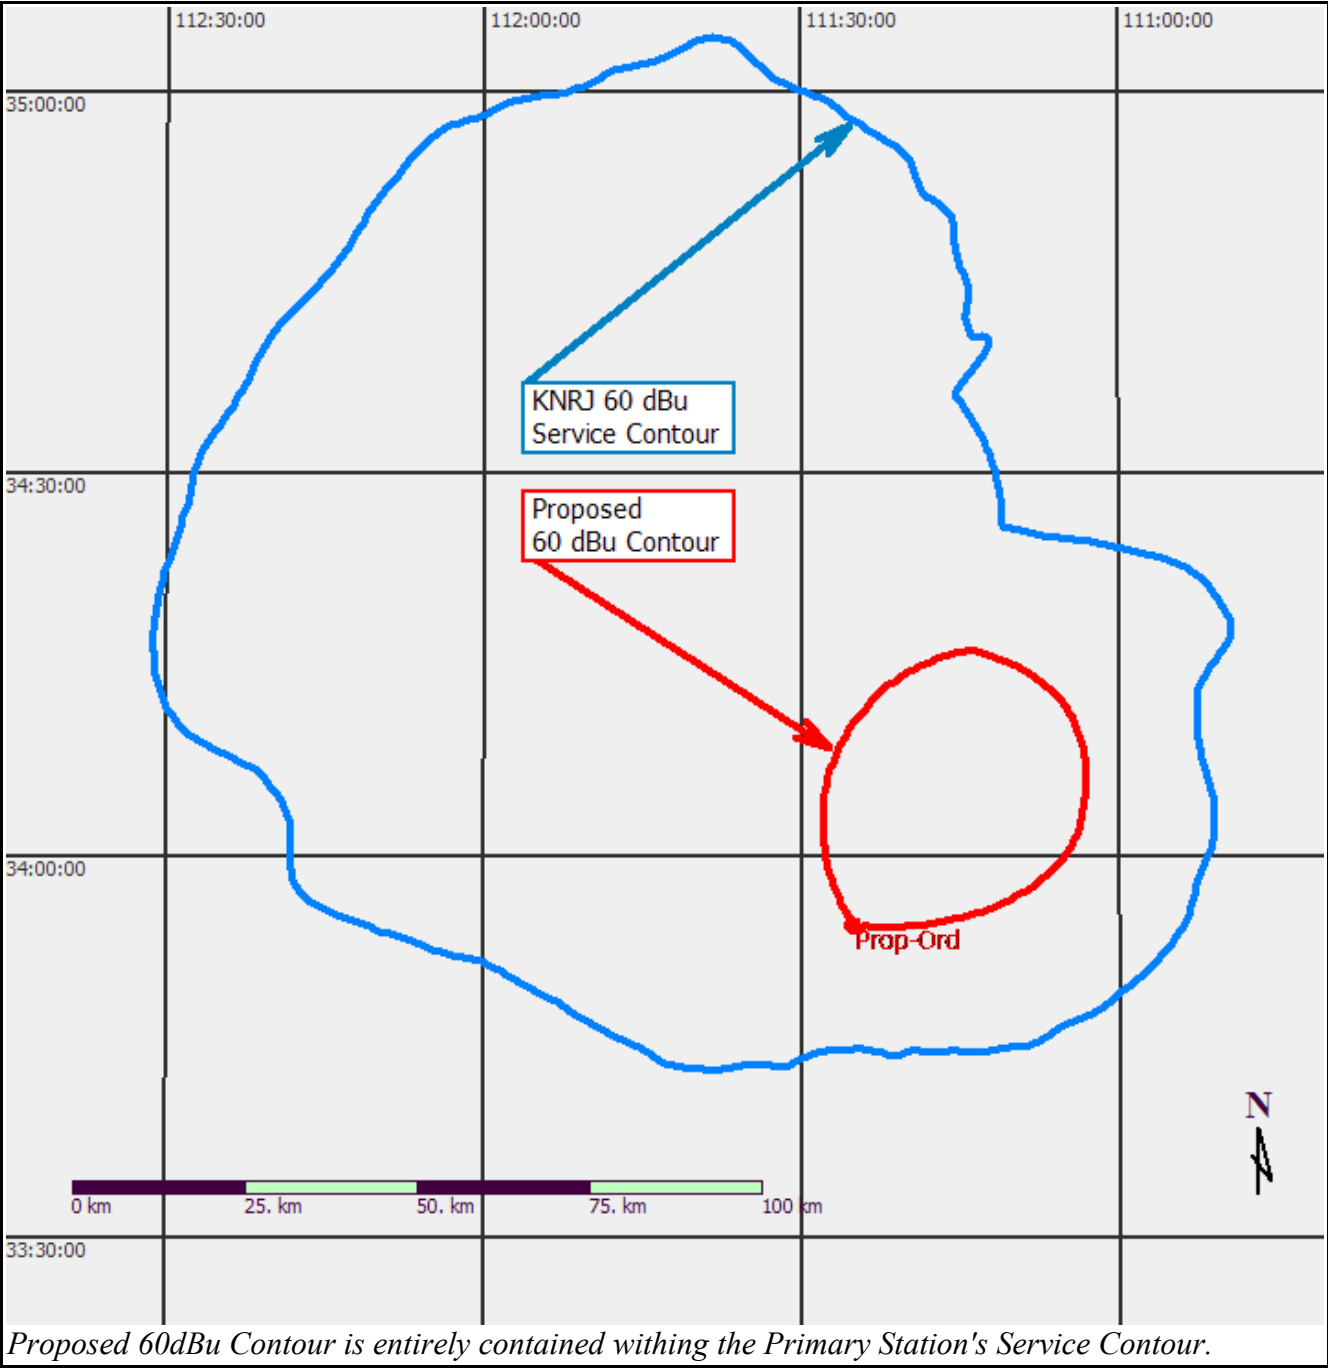 112:30:00
112:00:00
111:30:00
111:00:00
35:00:00
KNRJ 60 dBu
Service Contour
34:30:00
Proposed
60 dBu Contour
34:00:00
Prop-Ord
N
0 km
25. km
50. km
75. km
100 km
33:30:00
Proposed 60dBu Contour is entirely contained withing the Primary Station's Service Contour.